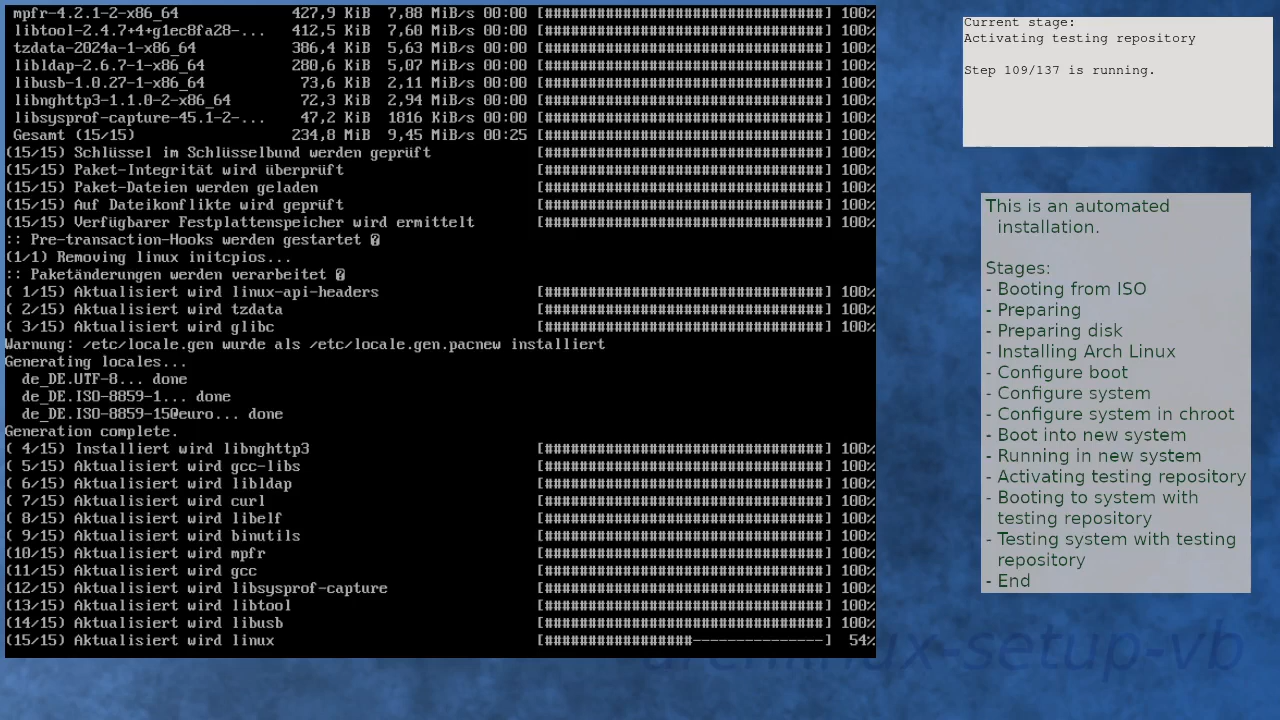 mpfr-4.2.1-2-x86_64 427,9 KiB 7,88 MiB/s 00:00 [################################] 100%
libtool-2.4.7+4+g1ec8fa28-... 412,5 KiB 7,60 MiB/s 00:00 [################################] 100%
tzdata-2024a-1-x86_64 386,4 KiB 5,63 MiB/s 00:00 [################################] 100%
libldap-2.6.7-1-x86_64 280,6 KiB 5,07 MiB/s 00:00 [################################] 100%
libusb-1.0.27-1-x86_64 73,6 KiB 2,11 MiB/s 00:00 [################################] 100%
libnghttp3-1.1.0-2-x86_64 72,3 KiB 2,94 MiB/s 00:00 [################################] 100%
libsysprof-capture-45.1-2-... 47,2 KiB 1816 KiB/s 00:00 [################################] 100%
Gesamt (15/15) 234,8 MiB 9,45 MiB/s 00:25 [################################] 100%
(15/15) Schlüssel im Schlüsselbund werden geprüft [################################] 100%
(15/15) Paket-Integrität wird überprüft [################################] 100%
(15/15) Paket-Dateien werden geladen [################################] 100%
(15/15) Auf Dateikonflikte wird geprüft [################################] 100%
(15/15) Verfügbarer Festplattenspeicher wird ermittelt [################################] 100%
:: Pre-transaction-Hooks werden gestartet �
(1/1) Removing linux initcpios...
:: Paketänderungen werden verarbeitet �
( 1/15) Aktualisiert wird linux-api-headers [################################] 100%
( 2/15) Aktualisiert wird tzdata [################################] 100%
( 3/15) Aktualisiert wird glibc [################################] 100%
Warnung: /etc/locale.gen wurde als /etc/locale.gen.pacnew installiert
Generating locales...
de_DE.UTF-8... done
de_DE.ISO-8859-1... done
de_DE.ISO-8859-15@euro... done
Generation complete.
( 4/15) Installiert wird libnghttp3 [################################] 100%
( 5/15) Aktualisiert wird gcc-libs [################################] 100%
( 6/15) Aktualisiert wird libldap [################################] 100%
( 7/15) Aktualisiert wird curl [################################] 100%
( 8/15) Aktualisiert wird libelf [################################] 100%
( 9/15) Aktualisiert wird binutils [################################] 100%
(10/15) Aktualisiert wird mpfr [################################] 100%
(11/15) Aktualisiert wird gcc [################################] 100%
(12/15) Aktualisiert wird libsysprof-capture [################################] 100%
(13/15) Aktualisiert wird libtool [################################] 100%
(14/15) Aktualisiert wird libusb [################################] 100%
(15/15) Aktualisiert wird linux [#################---------------] 54%
Current stage:
Activating testing repository
Step 109/137 is running.
This is an automated
installation.
Stages:
- Booting from ISO
- Preparing
- Preparing disk
- Installing Arch Linux
- Configure boot
- Configure system
- Configure system in chroot
- Boot into new system
- Running in new system
- Activating testing repository
- Booting to system with
testing repository
- Testing system with testing
repository
- End
archlinux-setup-vb